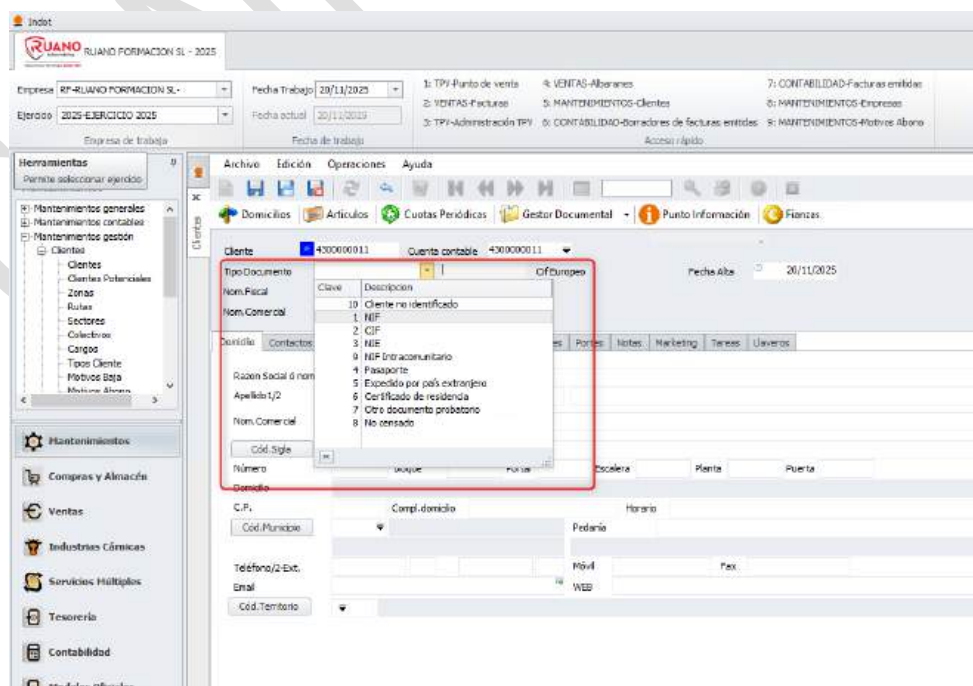 Indot
RUANO RUANO FORMACION SL - 2025
Empresa RF-RUANO FORMACION SL-
Ejercicio 2025-EJERCICIO 2025
Empresa de trabajo
Fecha Trabajo 20/11/2025
Fecha actual 20/11/2025
Fecha de trabajo
1: TPV-Punto de venta
2: VENTAS-Facturas
3: TPV-Administración TPV
4: VENTAS-Albaranes
5: MANTENIMIENTOS-Clientes
6: CONTABILIDAD-Borradores de facturas emitidas
7: CONTABILIDAD-Facturas emitidas
8: MANTENIMIENTOS-Empresas
9: MANTENIMIENTOS-Motivos Abono
Acceso rápido
Herramientas
Permite seleccionar ejercicio
Mantenimientos generales
Mantenimientos contables
Mantenimientos gestión
Clientes
Clientes
Clientes Potenciales
Zonas
Rutas
Sectores
Colectivos
Cargos
Tipos Cliente
Motivos Baja
Motivos Abono
Mantenimientos
Compras y Almacén
Ventas
Industrias Cárnicas
Servicios Múltiples
Tesorería
Contabilidad
Clientes
Archivo Edición Operaciones Ayuda
Domicilios Articulos Cuotas Periódicas Gestor Documental Punto Información Fianzas
Cliente 4300000011 Cuenta contable 4300000011
Tipo Documento Of Europeo Fecha Alta 20/11/2025
Nom.Fiscal
Nom.Comercial
Clave Descripcion
10 Cliente no identificado
1 NIF
2 CIF
3 NIE
9 NIF Intracomunitario
4 Pasaporte
5 Expedido por país extranjero
6 Certificado de residencia
7 Otro documento probatorio
8 No censado
Domicilio Contactos Portes Notas Marketing Tareas Llaveros
Razon Social ó nom
Apellido 1/2
Nom.Comercial
Cód.Sigla
Número Bloque Portal Escalera Planta Puerta
Domicilio
C.P. Compl.domicilio Horario
Cód.Municipio Pedanía
Teléfono/2-Ext. Móvil Fax
Email WEB
Cód.Territorio